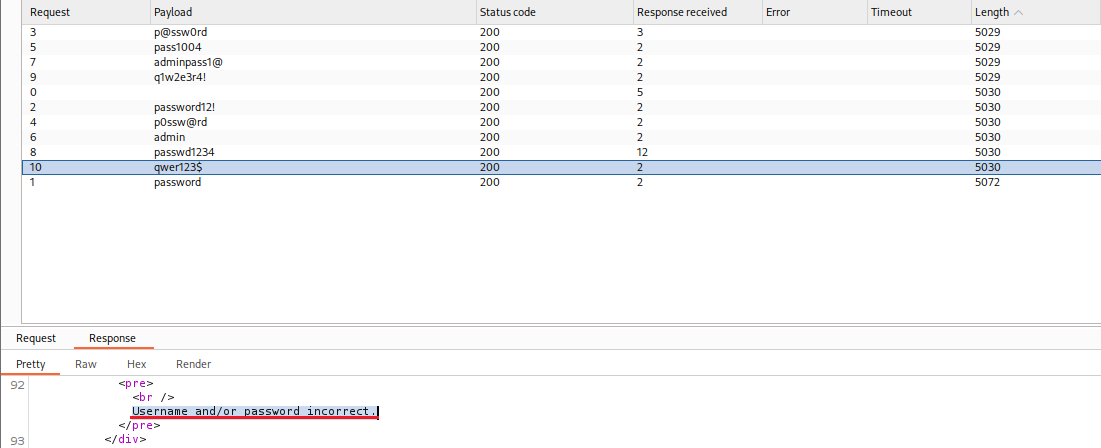 Request Payload Status code Response received Error Timeout Length
3 p@ssw0rd 200 3 5029
5 pass1004 200 2 5029
7 adminpass1@ 200 2 5029
9 q1w2e3r4! 200 2 5029
0 200 5 5030
2 password12! 200 2 5030
4 p0ssw@rd 200 2 5030
6 admin 200 2 5030
8 passwd1234 200 12 5030
10 qwer123$ 200 2 5030
1 password 200 2 5072
Request Response
Pretty Raw Hex Render
92 <pre>
<br />
Username and/or password incorrect.
</pre>
93 </div>